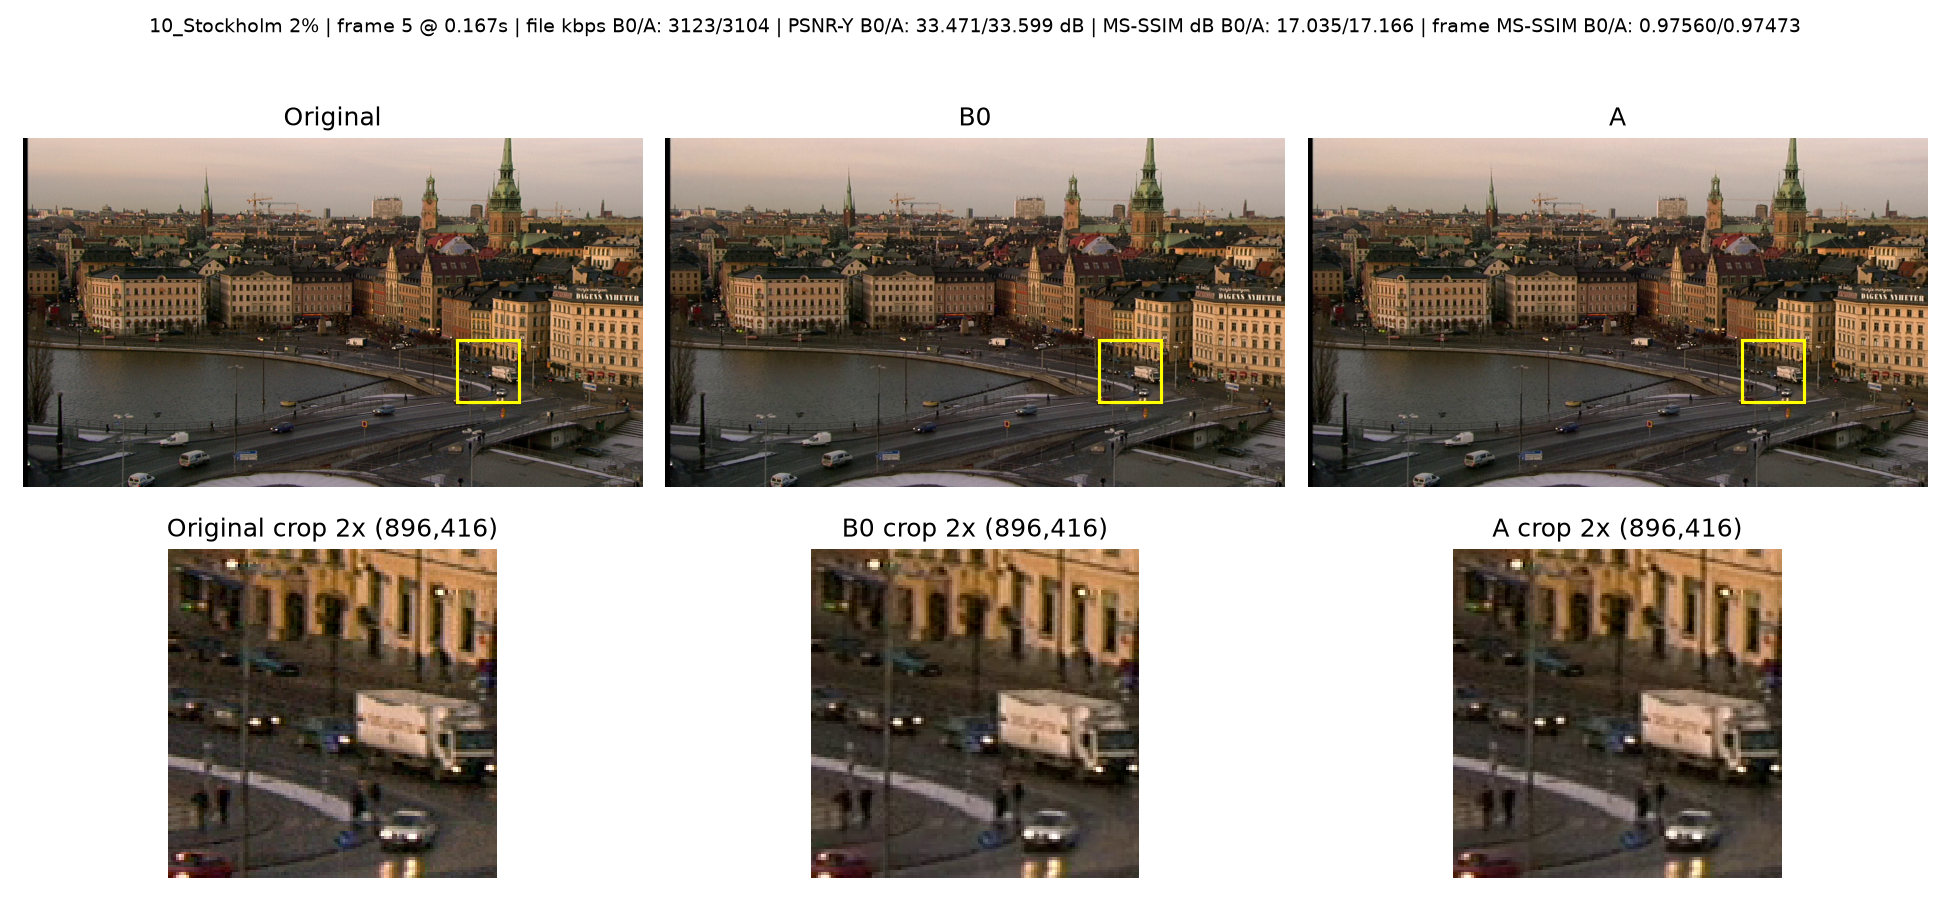 10_Stockholm 2% | frame 5 @ 0.167s | file kbps B0/A: 3123/3104 | PSNR-Y B0/A: 33.471/33.599 dB | MS-SSIM dB B0/A: 17.035/17.166 | frame MS-SSIM B0/A: 0.97560/0.97473
Original
B0
A
DAGENS NYHETER
DAGENS NYHETER
DAGENS NYHETER
Original crop 2x (896,416)
B0 crop 2x (896,416)
A crop 2x (896,416)